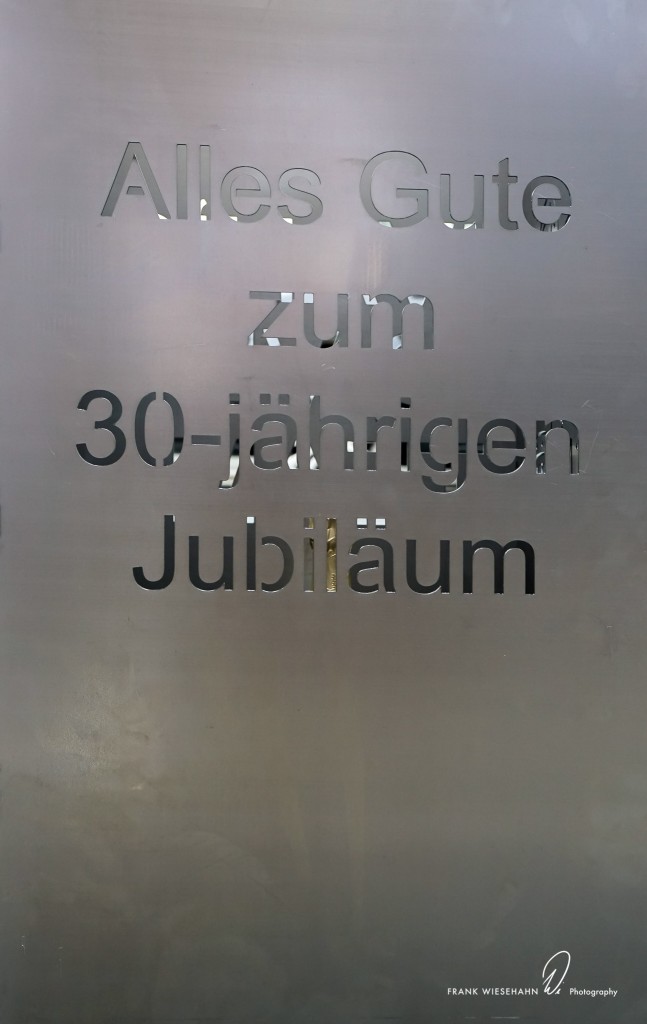 Alles Gute
zum
30-jährigen
Jubiläum
FRANK WIESEHAHN Photography